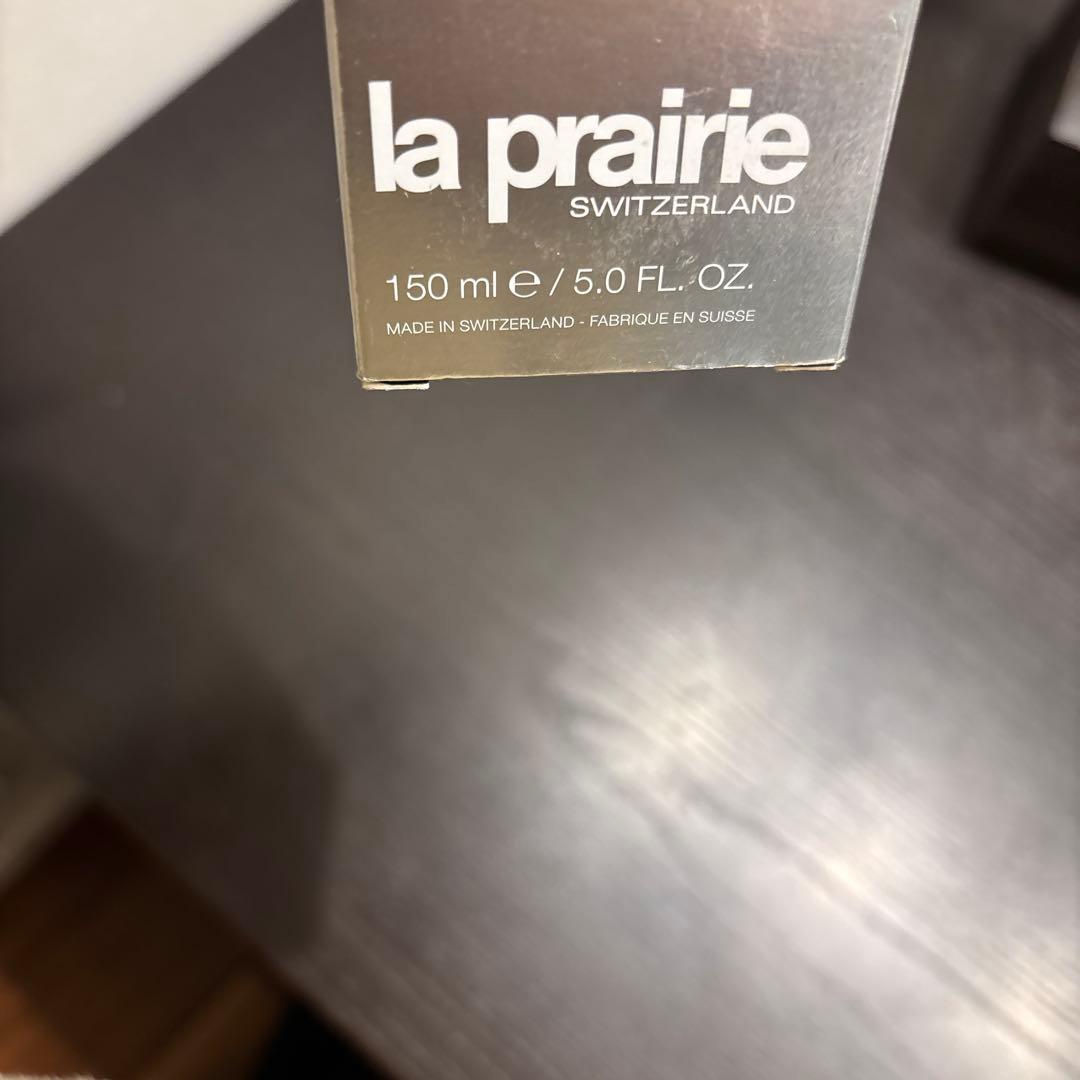 la prairie
SWITZERLAND
150 ml ℮ / 5.0 FL. OZ.
MADE IN SWITZERLAND - FABRIQUE EN SUISSE